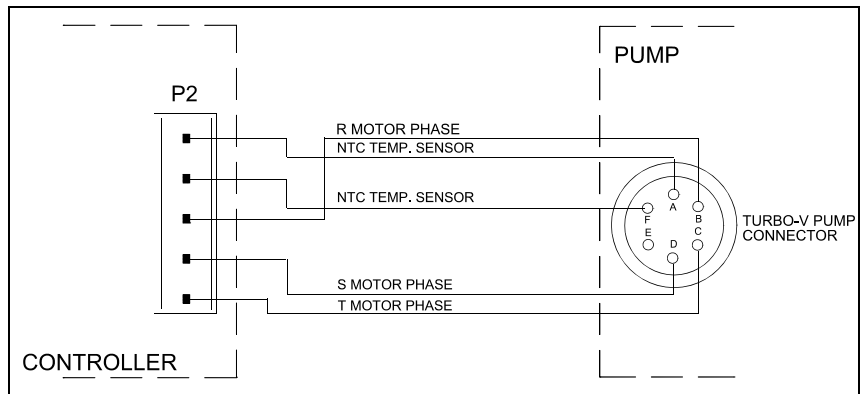 PUMP
P2
R MOTOR PHASE
NTC TEMP. SENSOR
NTC TEMP. SENSOR
A
F
B
E
D
C
TURBO-V PUMP
CONNECTOR
S MOTOR PHASE
T MOTOR PHASE
CONTROLLER